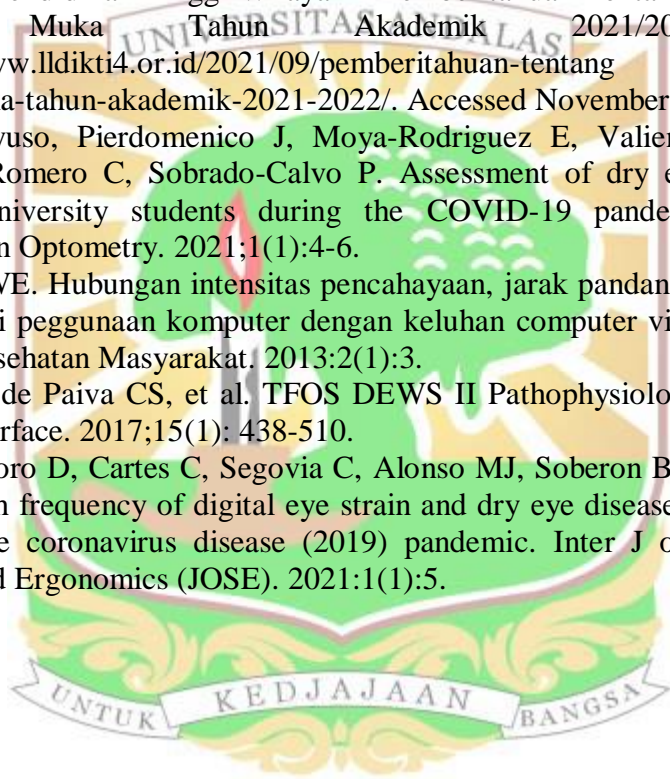 UNIVERSITAS ANDALAS
Muka Tahun Akademik
w.lldikti4.or.id/2021/09/pemberitahuan-tentang
a-tahun-akademik-2021-2022/. Accessed November
uso, Pierdomenico J, Moya-Rodriguez E, Valier
Romero C, Sobrado-Calvo P. Assessment of dry e
niversity students during the COVID-19 pande
n Optometry. 2021;1(1):4-6.
WE. Hubungan intensitas pencahayaan, jarak pandan
i peggunaan komputer dengan keluhan computer vi
sehatan Masyarakat. 2013:2(1):3.
de Paiva CS, et al. TFOS DEWS II Pathophysiolo
rface. 2017;15(1): 438-510.
oro D, Cartes C, Segovia C, Alonso MJ, Soberon B
n frequency of digital eye strain and dry eye disease
e coronavirus disease (2019) pandemic. Inter J o
d Ergonomics (JOSE). 2021:1(1):5.
UNTUK KEDJAJAAN BANGSA